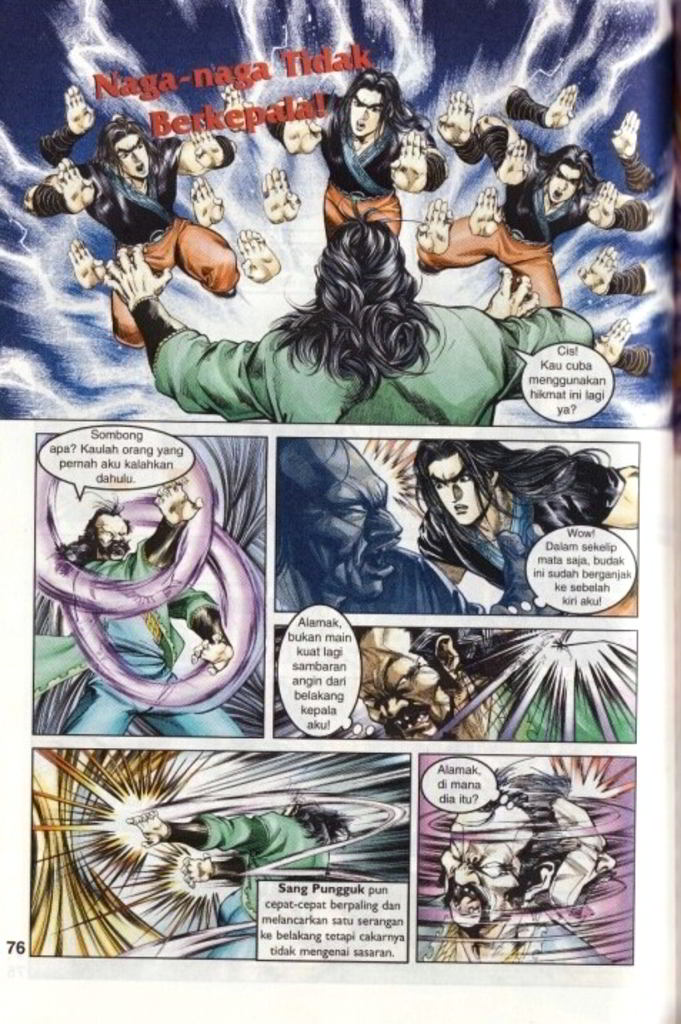 Naga-naga Tidak
Berkepala!
Cis!
Kau cuba
menggunakan
hikmat ini lagi
ya?
Sombong
apa? Kaulah orang yang
pernah aku kalahkan
dahulu.
Wow!
Dalam sekelip
mata saja, budak
ini sudah berganjak
ke sebelah
kiri aku!
Alamak,
bukan main
kuat lagi
sambaran
angin dari
belakang
kepala
aku!
Sang Pungguk pun
cepat-cepat berpaling dan
melancarkan satu serangan
ke belakang tetapi cakarnya
tidak mengenai sasaran.
Alamak,
di mana
dia itu?
76